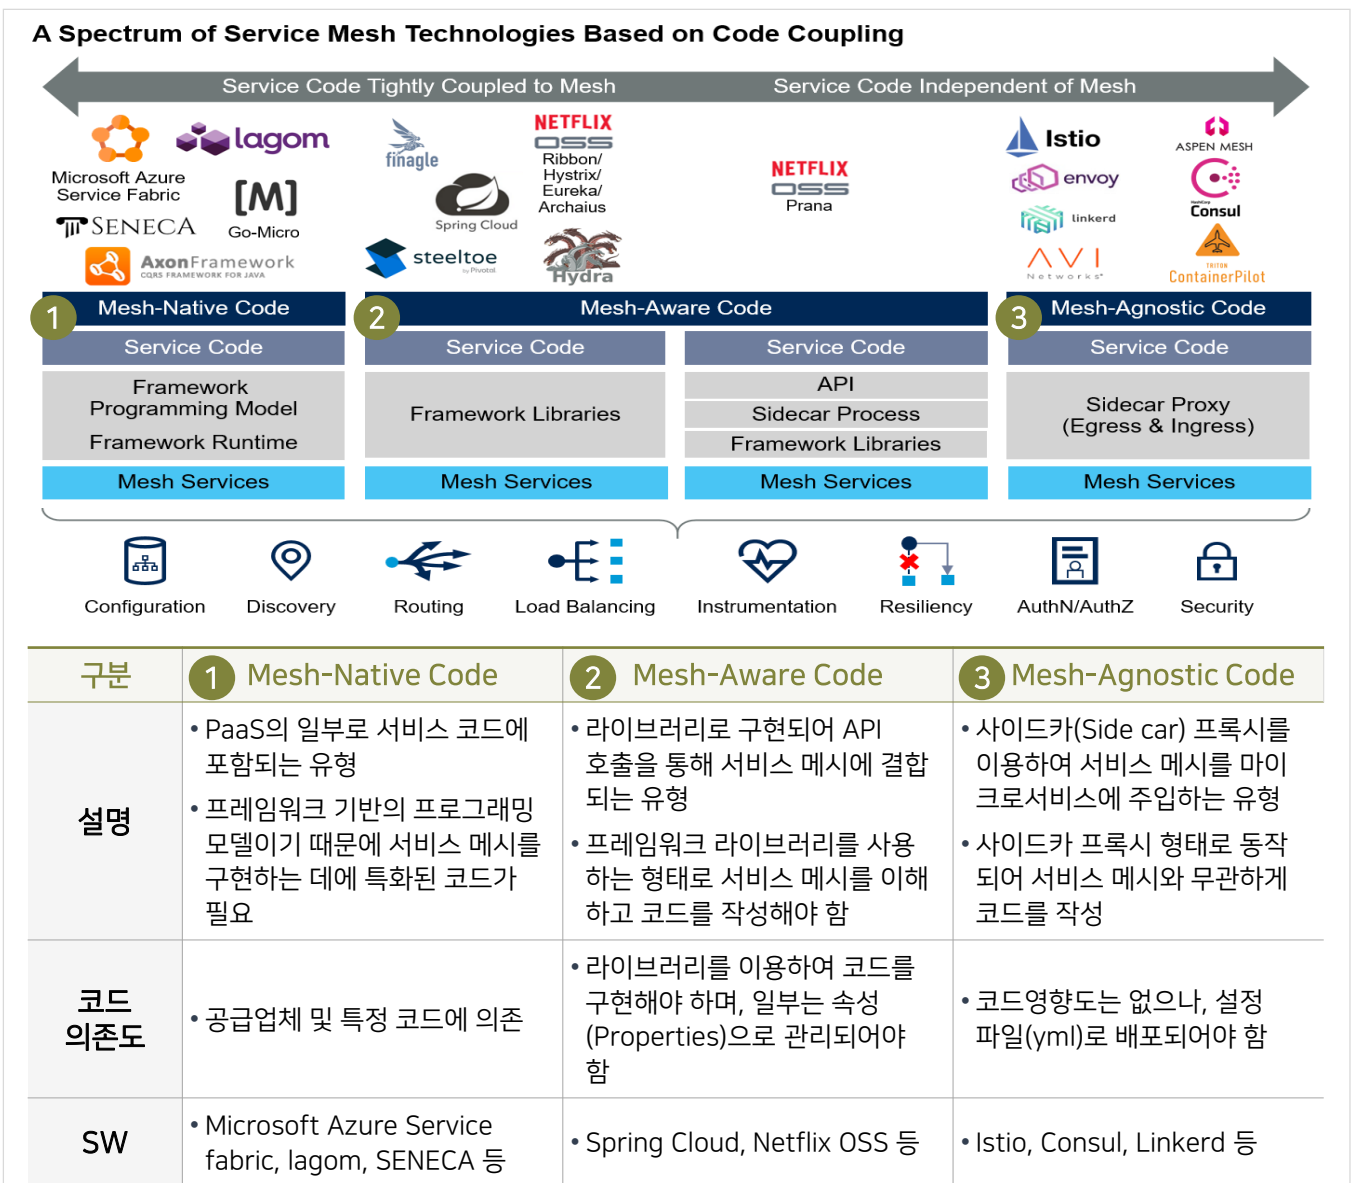 A Spectrum of Service Mesh Technologies Based on Code Coupling
Service Code Tightly Coupled to Mesh
Service Code Independent of Mesh
Microsoft Azure
Service Fabric
lagom
SENECA
[M]
Go-Micro
AxonFramework
CQRS FRAMEWORK FOR JAVA
finagle
Spring Cloud
steeltoe
by Pivotal
NETFLIX
OSS
Ribbon/
Hystrix/
Eureka/
Archaius
Hydra
NETFLIX
OSS
Prana
Istio
envoy
linkerd
AVI
Networks
ASPEN MESH
HashiCorp
Consul
TRITON
ContainerPilot
1
Mesh-Native Code
2
Mesh-Aware Code
3
Mesh-Agnostic Code
Service Code
Service Code
Service Code
Service Code
Framework
Programming Model
Framework Runtime
Framework Libraries
API
Sidecar Process
Framework Libraries
Sidecar Proxy
(Egress & Ingress)
Mesh Services
Mesh Services
Mesh Services
Mesh Services
Configuration
Discovery
Routing
Load Balancing
Instrumentation
Resiliency
AuthN/AuthZ
Security
구분
1 Mesh-Native Code
2 Mesh-Aware Code
3 Mesh-Agnostic Code
설명
• PaaS의 일부로 서비스 코드에
포함되는 유형
• 프레임워크 기반의 프로그래밍
모델이기 때문에 서비스 메시를
구현하는 데에 특화된 코드가
필요
• 라이브러리로 구현되어 API
호출을 통해 서비스 메시에 결합
되는 유형
• 프레임워크 라이브러리를 사용
하는 형태로 서비스 메시를 이해
하고 코드를 작성해야 함
• 사이드카(Side car) 프록시를
이용하여 서비스 메시를 마이
크로서비스에 주입하는 유형
• 사이드카 프록시 형태로 동작
되어 서비스 메시와 무관하게
코드를 작성
코드
의존도
• 공급업체 및 특정 코드에 의존
• 라이브러리를 이용하여 코드를
구현해야 하며, 일부는 속성
(Properties)으로 관리되어야
함
• 코드영향도는 없으나, 설정
파일(yml)로 배포되어야 함
SW
• Microsoft Azure Service
fabric, lagom, SENECA 등
• Spring Cloud, Netflix OSS 등
• Istio, Consul, Linkerd 등